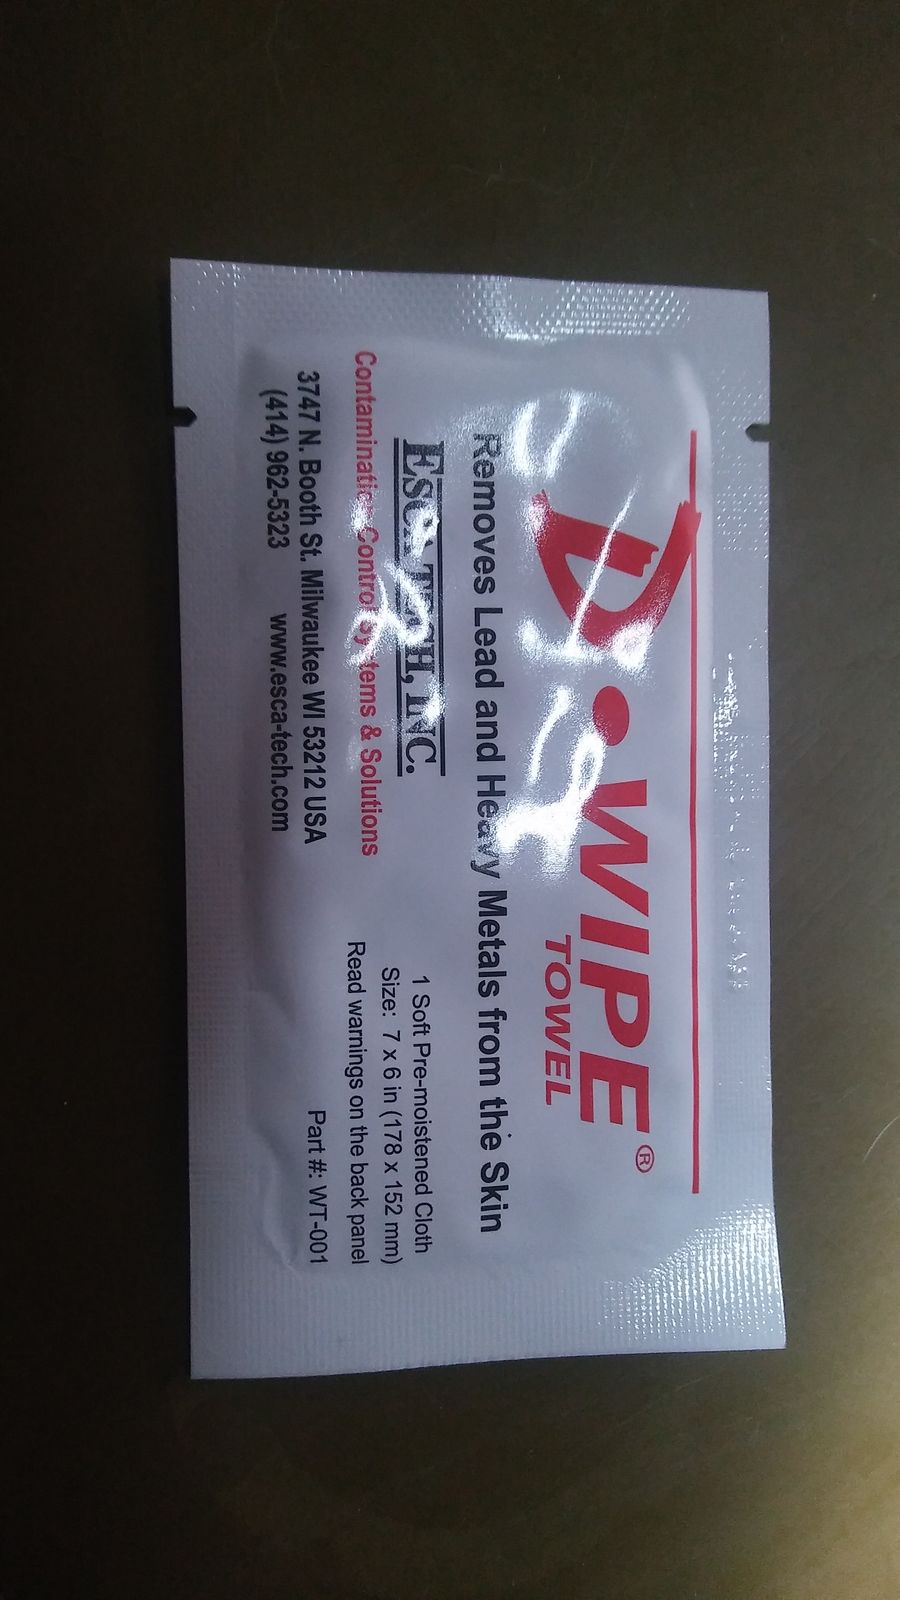 D•WIPE®
TOWEL
Removes Lead and Heavy Metals from the Skin
ESCA TECH, INC.
Contamination Control Systems & Solutions
3747 N. Booth St. Milwaukee WI 53212 USA
(414) 962-5323 www.esca-tech.com
1 Soft Pre-moistened Cloth
Size: 7 x 6 in (178 x 152 mm)
Read warnings on the back panel
Part #: WT-001